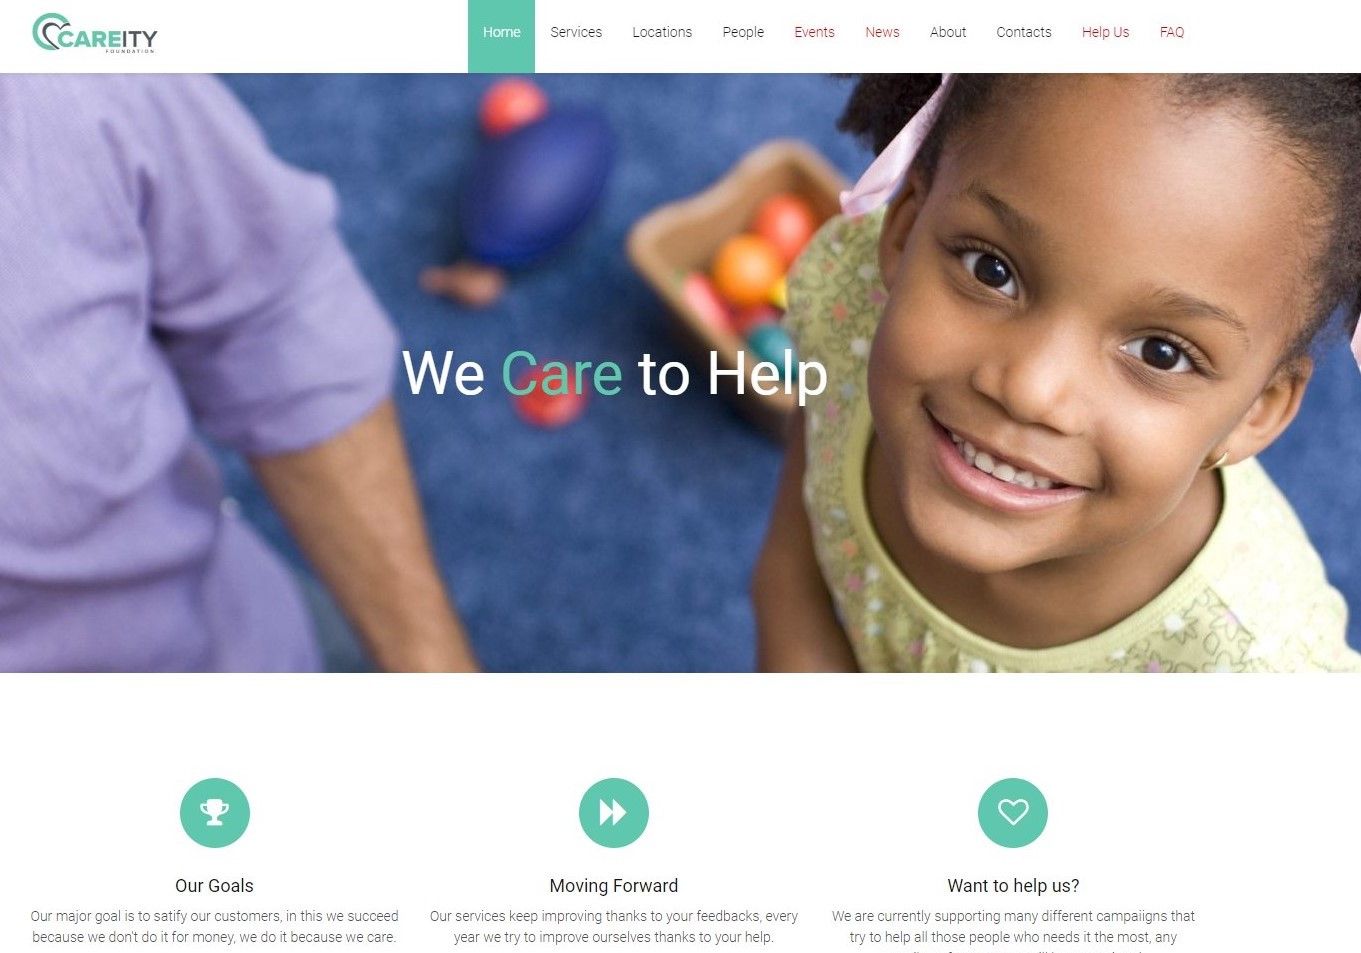 CAREITY
FOUNDATION
Home Services Locations People Events News About Contacts Help Us FAQ
We Care to Help
Our Goals
Our major goal is to satify our customers, in this we succeed
because we don't do it for money, we do it because we care.
Moving Forward
Our services keep improving thanks to your feedbacks, every
year we try to improve ourselves thanks to your help.
Want to help us?
We are currently supporting many different campaiigns that
try to help all those people who needs it the most, any